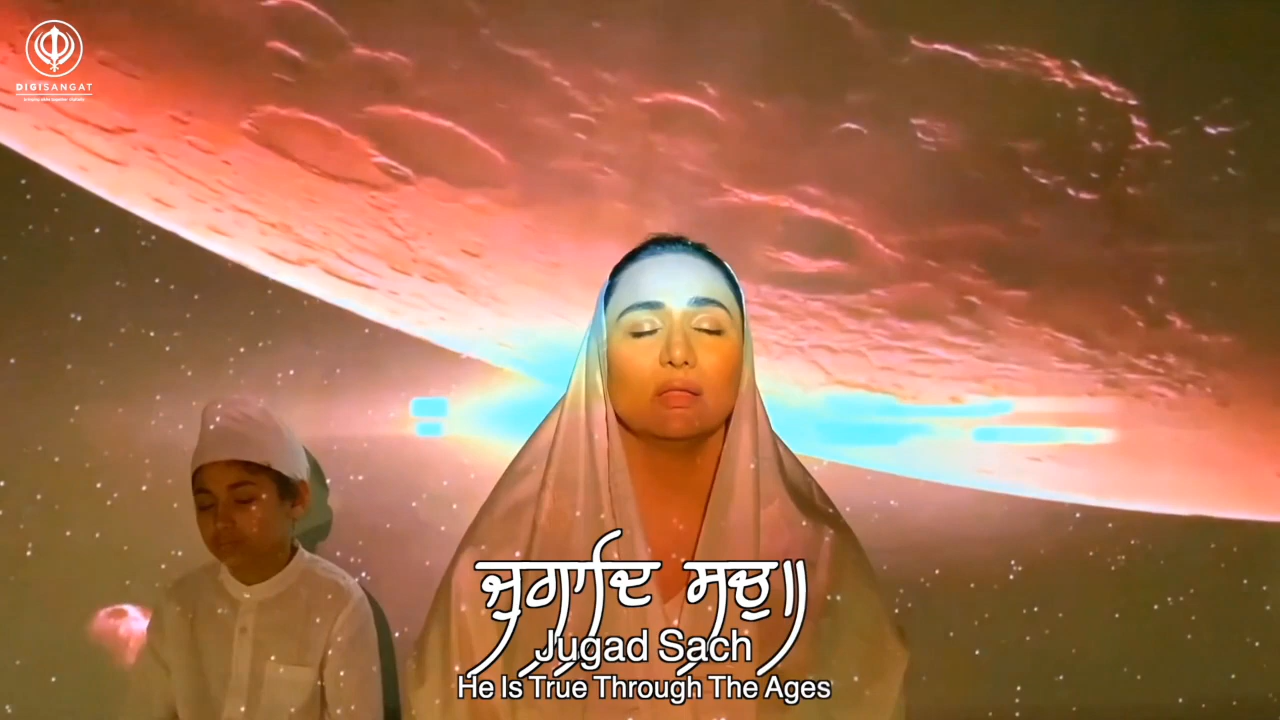 DIGISANGAT
ਜੁਗਾਦਿ ਸਚੁ॥
Jugad Sach
He Is True Through The Ages